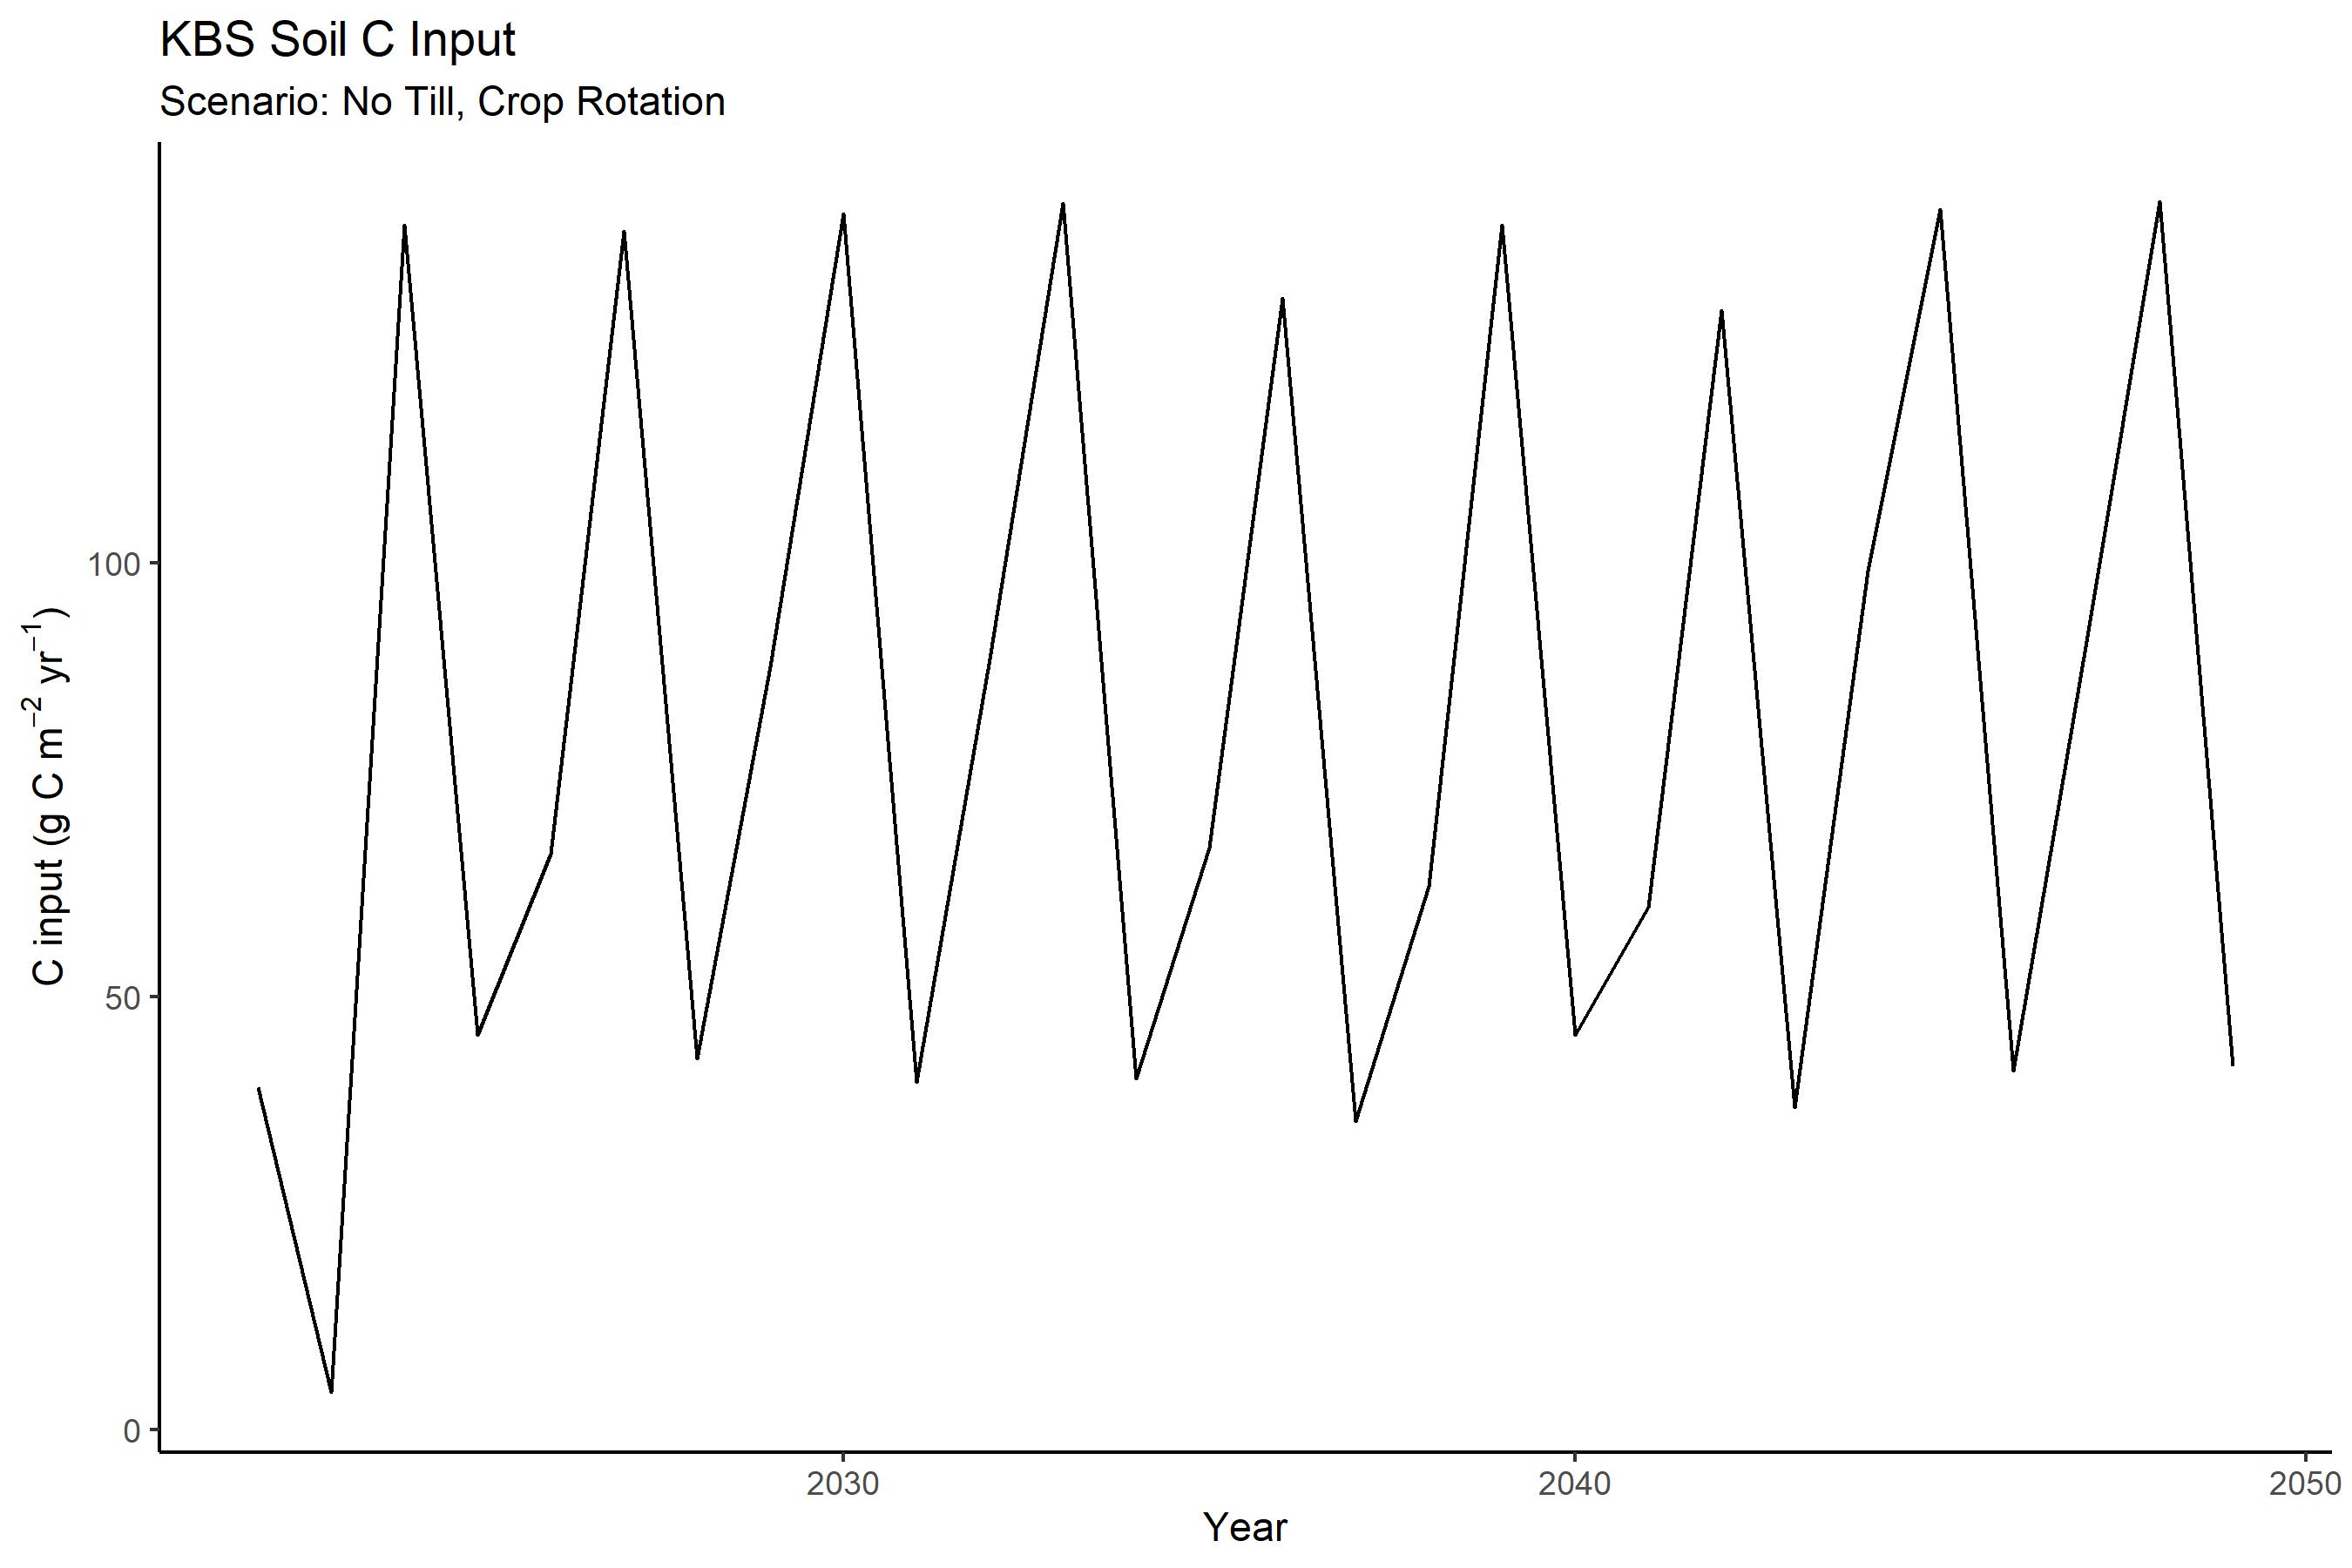 KBS Soil C Input
Scenario: No Till, Crop Rotation
C input (g C m⁻² yr⁻¹)
100
50
0
2030
2040
2050
Year